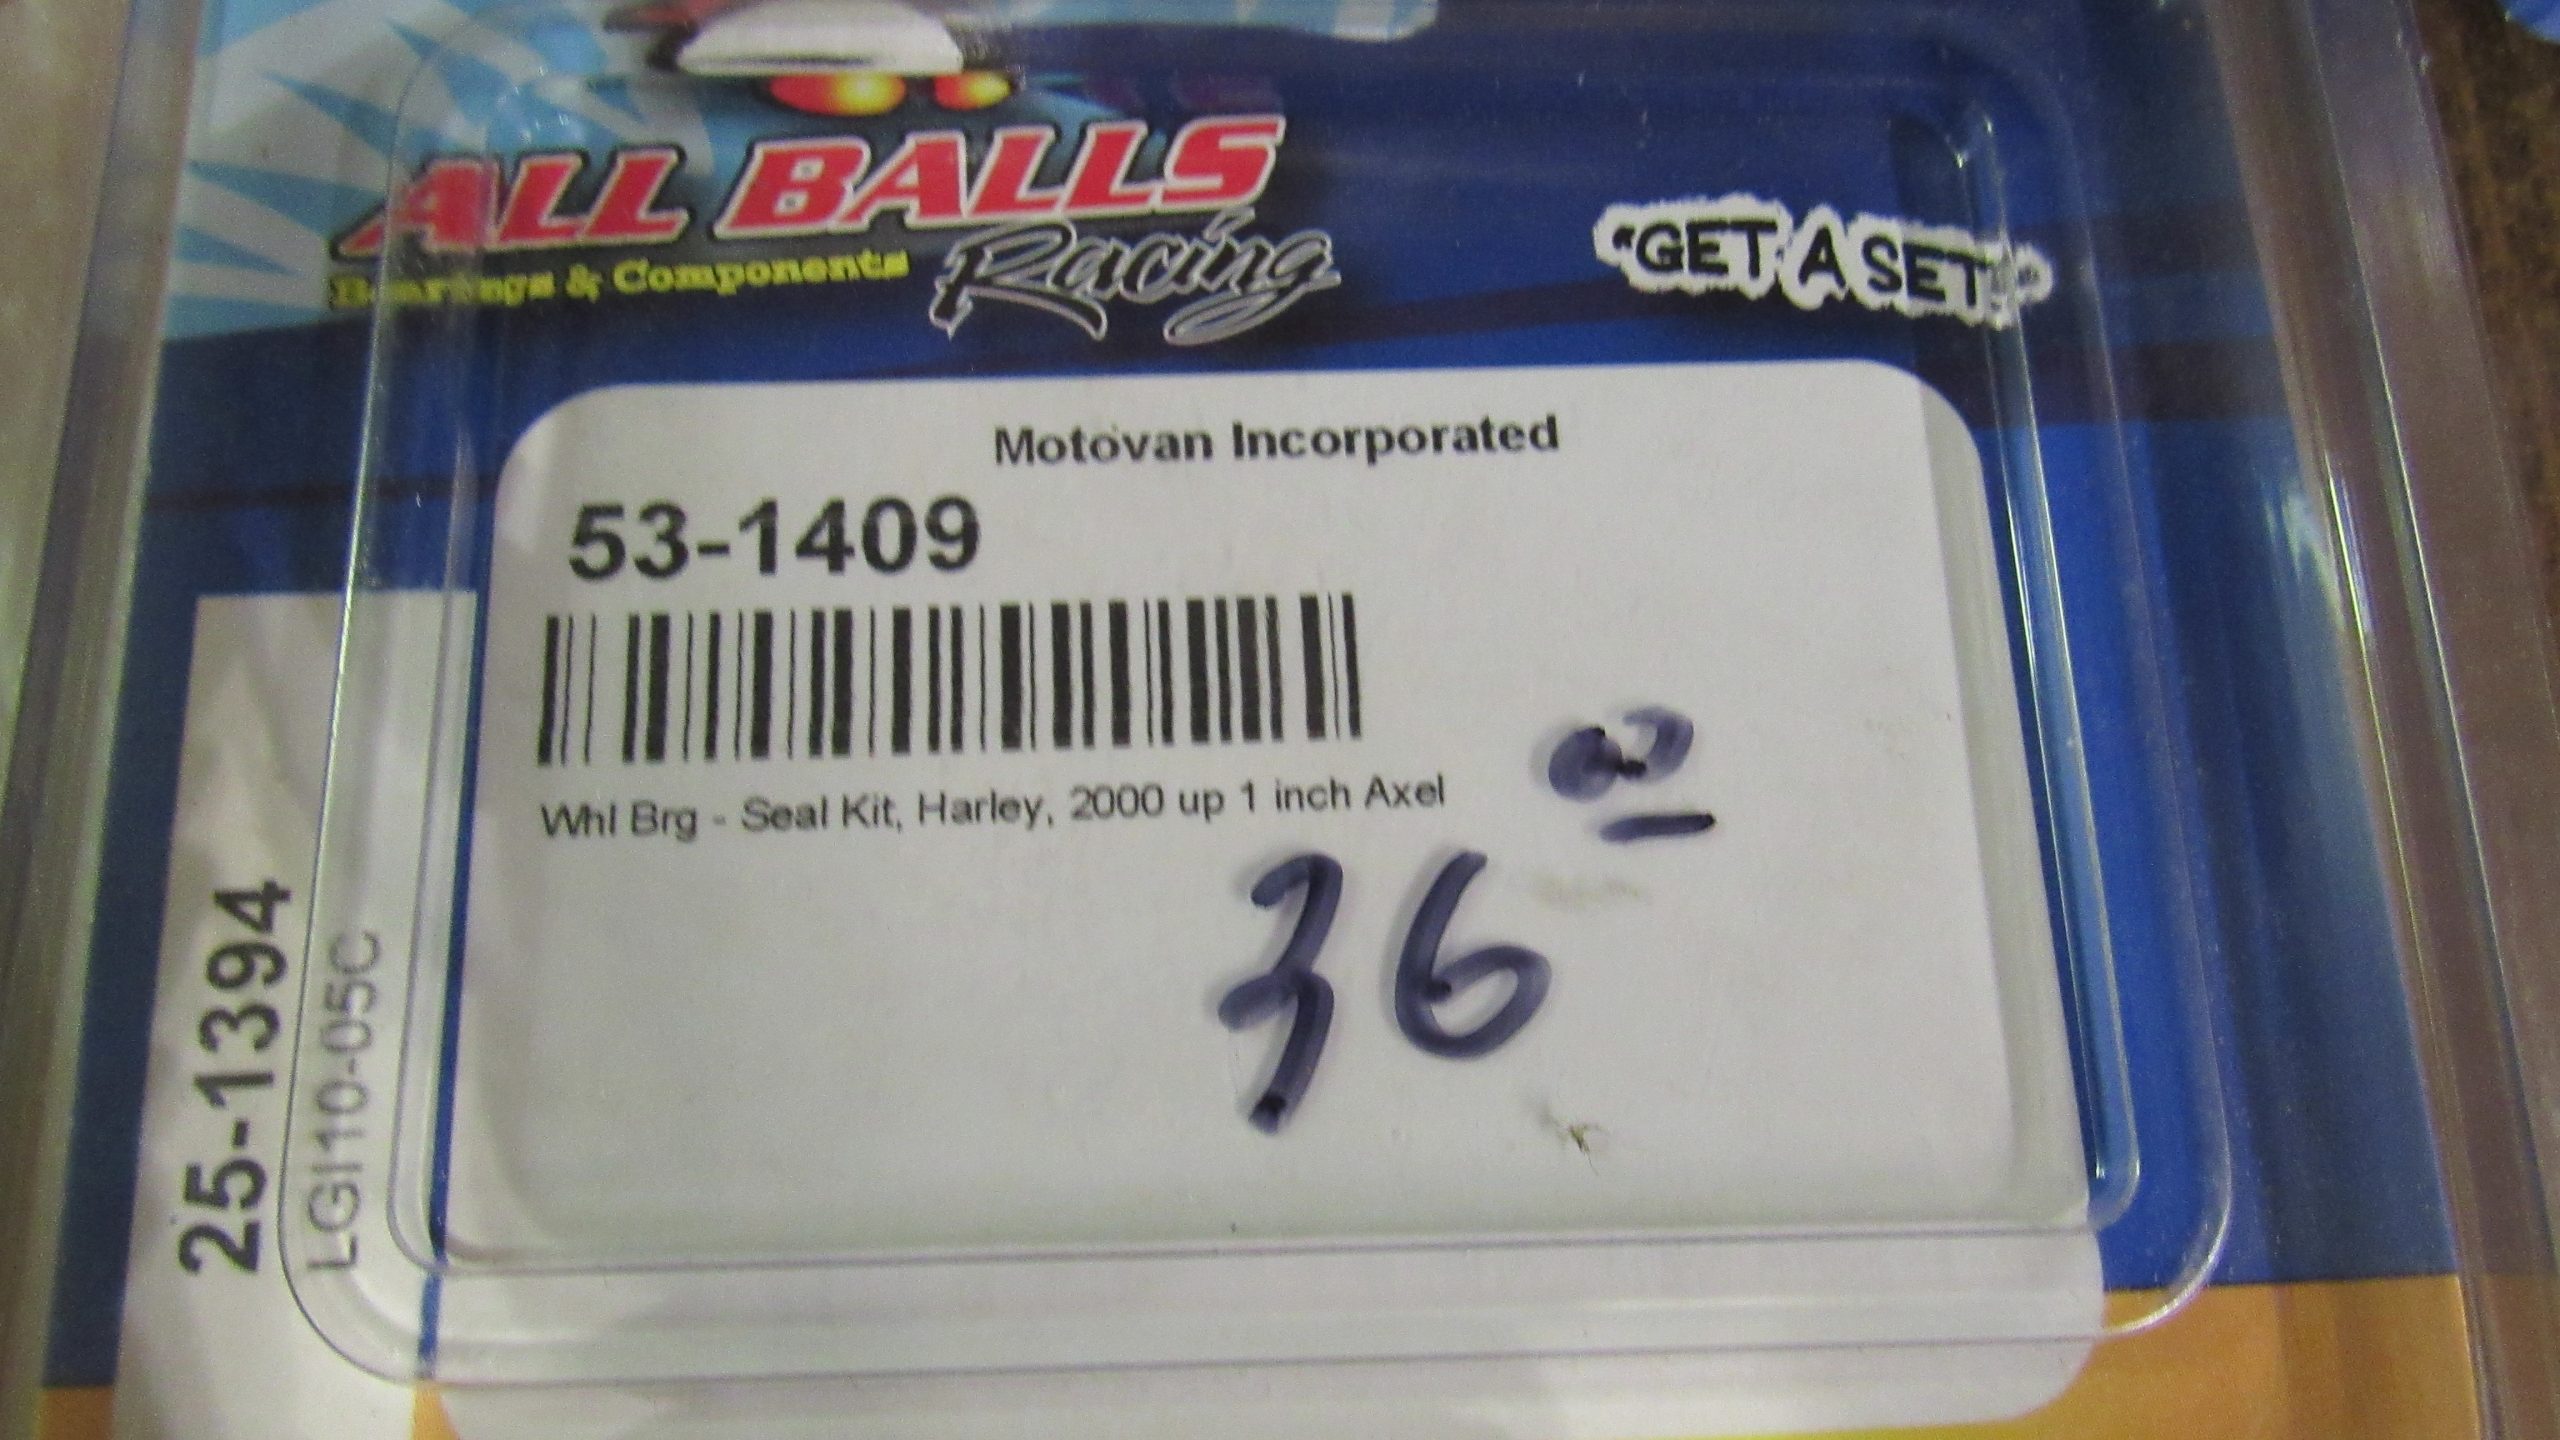 ALL BALLS
Racing
Bearings & Components
"GET A SET!"
Motovan Incorporated
53-1409
Whl Brg - Seal Kit, Harley, 2000 up 1 inch Axel
36 00
25-1394
LGI10-05C